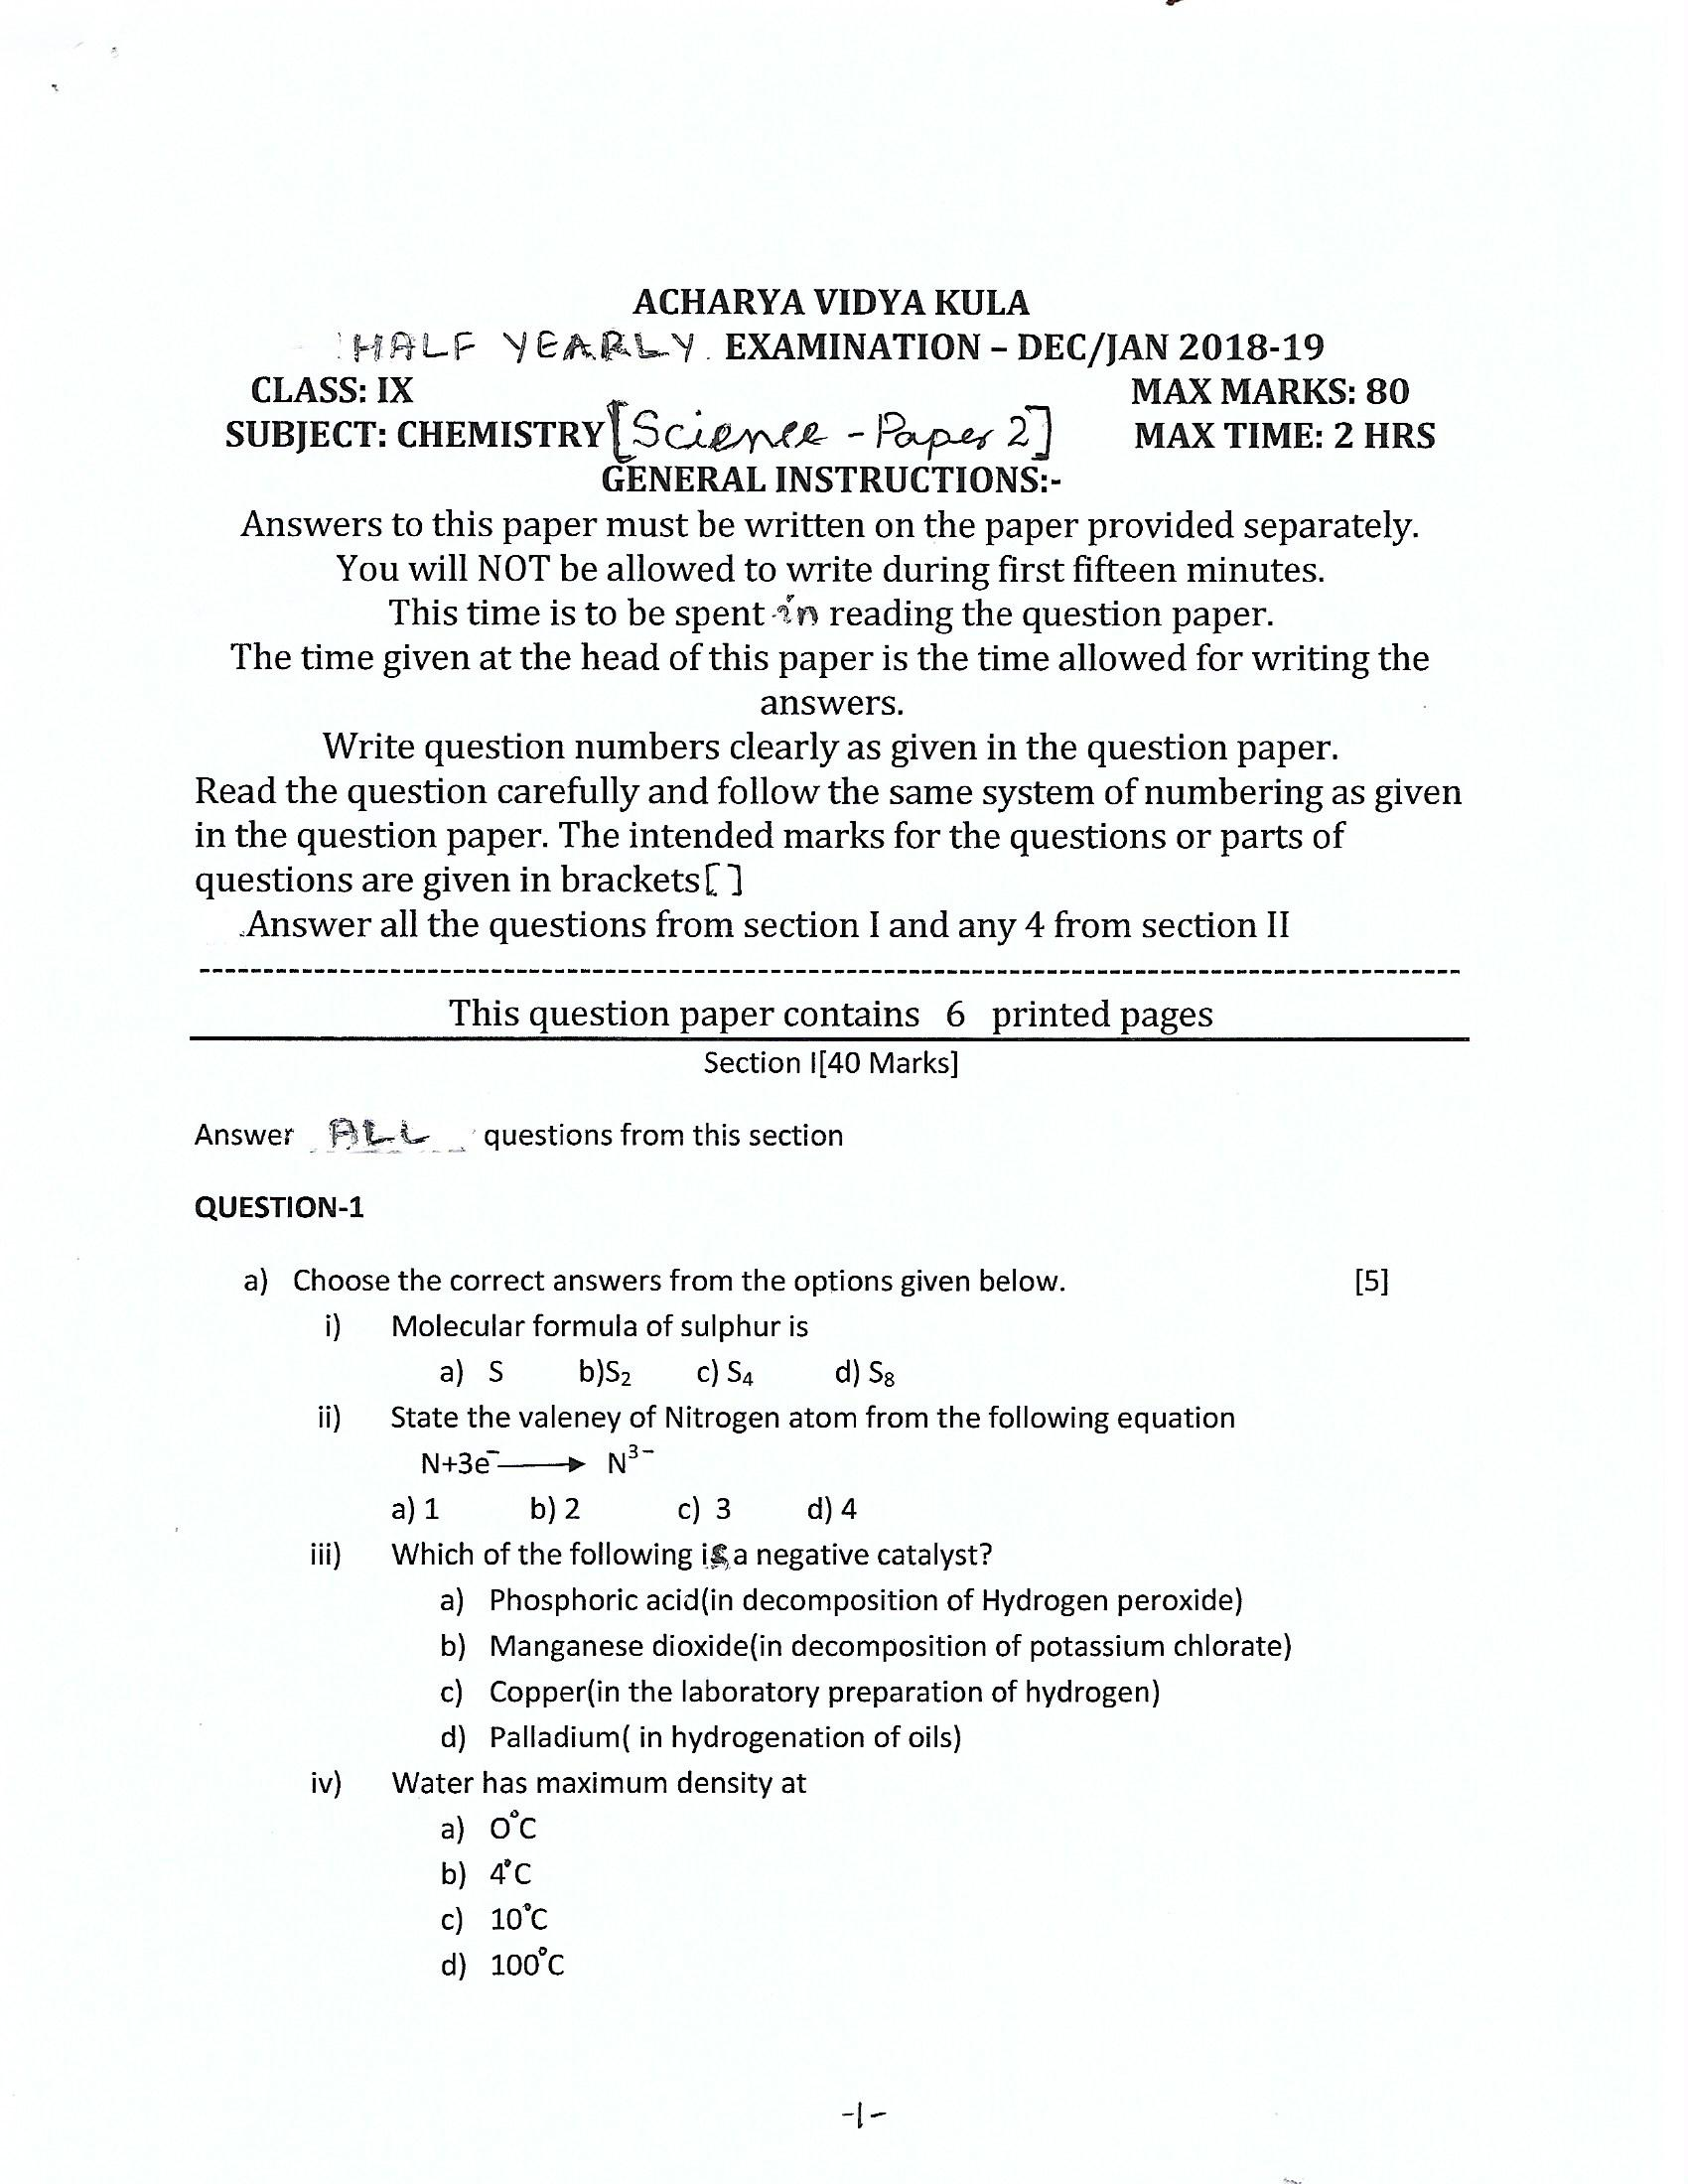 ACHARYA VIDYA KULA
HALF YEARLY. EXAMINATION – DEC/JAN 2018-19
CLASS: IX MAX MARKS: 80
SUBJECT: CHEMISTRY [Science - Paper 2] MAX TIME: 2 HRS
GENERAL INSTRUCTIONS:-
Answers to this paper must be written on the paper provided separately.
You will NOT be allowed to write during first fifteen minutes.
This time is to be spent in reading the question paper.
The time given at the head of this paper is the time allowed for writing the
answers.
Write question numbers clearly as given in the question paper.
Read the question carefully and follow the same system of numbering as given
in the question paper. The intended marks for the questions or parts of
questions are given in brackets[ ]
Answer all the questions from section I and any 4 from section II
This question paper contains 6 printed pages
Section I[40 Marks]
Answer ALL questions from this section
QUESTION-1
a) Choose the correct answers from the options given below. [5]
i) Molecular formula of sulphur is
a) S b)S₂ c) S₄ d) S₈
ii) State the valeney of Nitrogen atom from the following equation
N+3e⁻ ⟶ N³⁻
a) 1 b) 2 c) 3 d) 4
iii) Which of the following is a negative catalyst?
a) Phosphoric acid(in decomposition of Hydrogen peroxide)
b) Manganese dioxide(in decomposition of potassium chlorate)
c) Copper(in the laboratory preparation of hydrogen)
d) Palladium( in hydrogenation of oils)
iv) Water has maximum density at
a) 0°C
b) 4°C
c) 10°C
d) 100°C
-1-